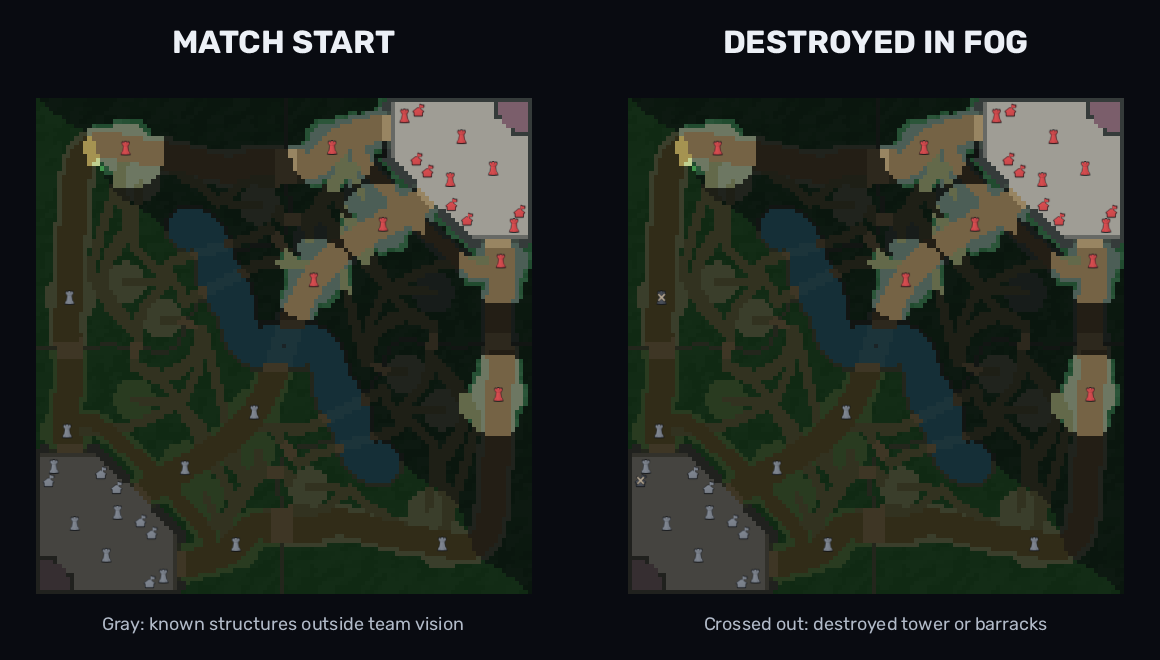 MATCH START
DESTROYED IN FOG
Gray: known structures outside team vision
Crossed out: destroyed tower or barracks